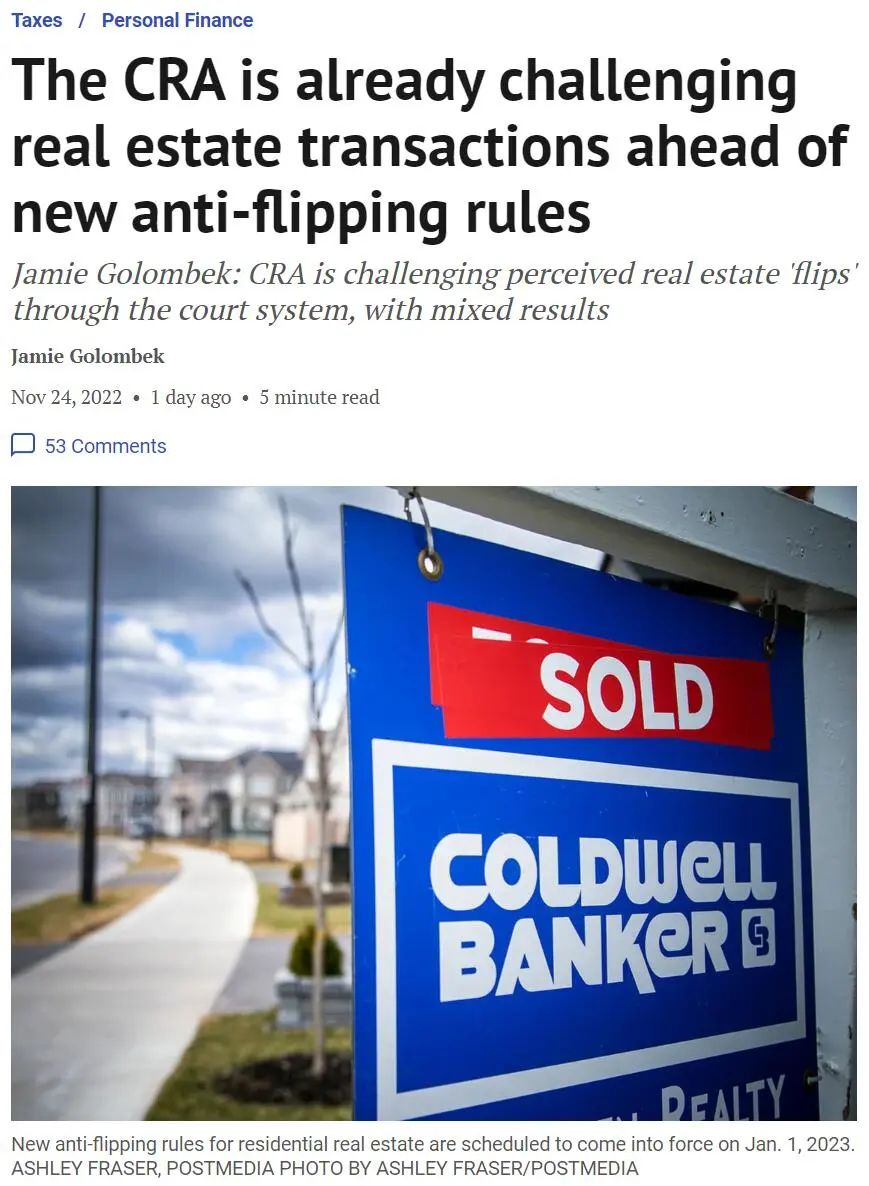 Taxes / Personal Finance
The CRA is already challenging
real estate transactions ahead of
new anti-flipping rules
Jamie Golombek: CRA is challenging perceived real estate 'flips'
through the court system, with mixed results
Jamie Golombek
Nov 24, 2022 • 1 day ago • 5 minute read
53 Comments
SOLD
COLDWELL
BANKER CB
REALTY
New anti-flipping rules for residential real estate are scheduled to come into force on Jan. 1, 2023.
ASHLEY FRASER, POSTMEDIA PHOTO BY ASHLEY FRASER/POSTMEDIA